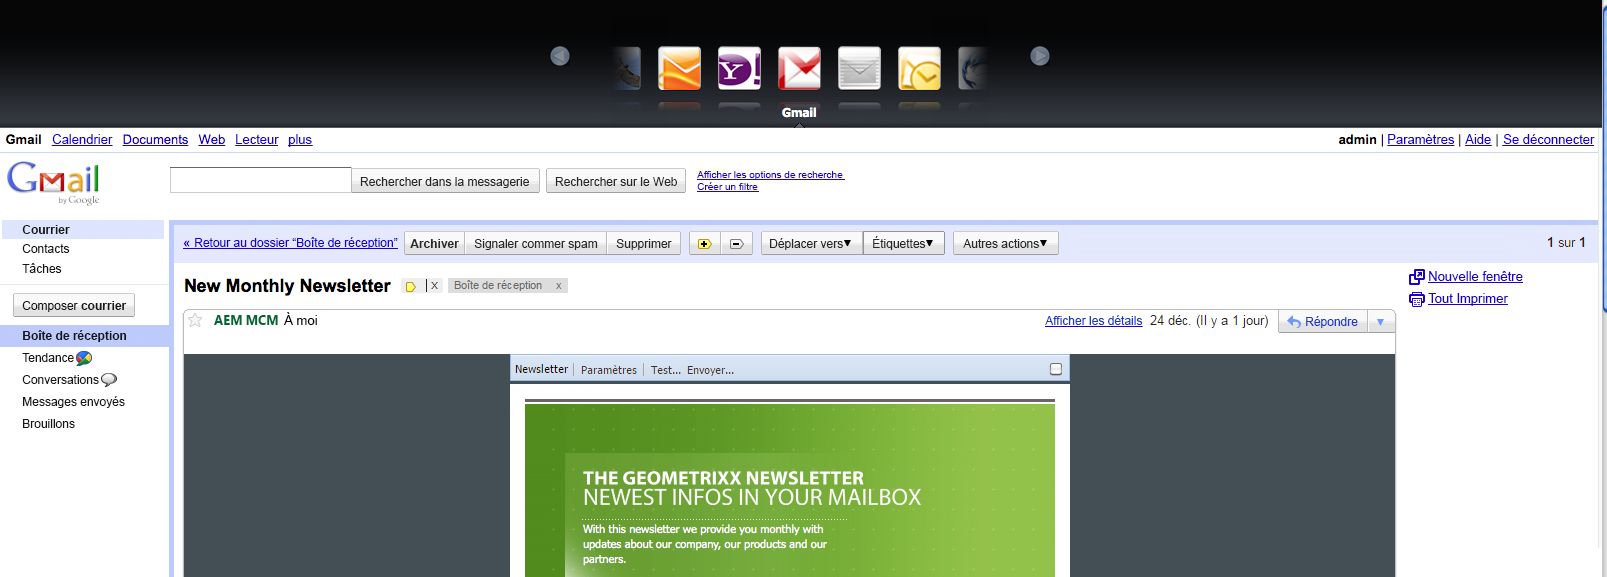 Gmail
Gmail Calendrier Documents Web Lecteur plus
admin | Paramètres | Aide | Se déconnecter
Gmail
by Google
Rechercher dans la messagerie Rechercher sur le Web
Afficher les options de recherche
Créer un filtre
Courrier
Contacts
Tâches
Composer courrier
Boîte de réception
Tendance
Conversations
Messages envoyés
Brouillons
« Retour au dossier “Boîte de réception” Archiver Signaler commer spam Supprimer Déplacer vers▼ Étiquettes▼ Autres actions▼ 1 sur 1
New Monthly Newsletter | X Boîte de réception x
Nouvelle fenêtre
Tout Imprimer
AEM MCM À moi Afficher les détails 24 déc. (Il y a 1 jour) Répondre ▼
Newsletter | Paramètres | Test... Envoyer...
THE GEOMETRIXX NEWSLETTER
NEWEST INFOS IN YOUR MAILBOX
With this newsletter we provide you monthly with
updates about our company, our products and our
partners.